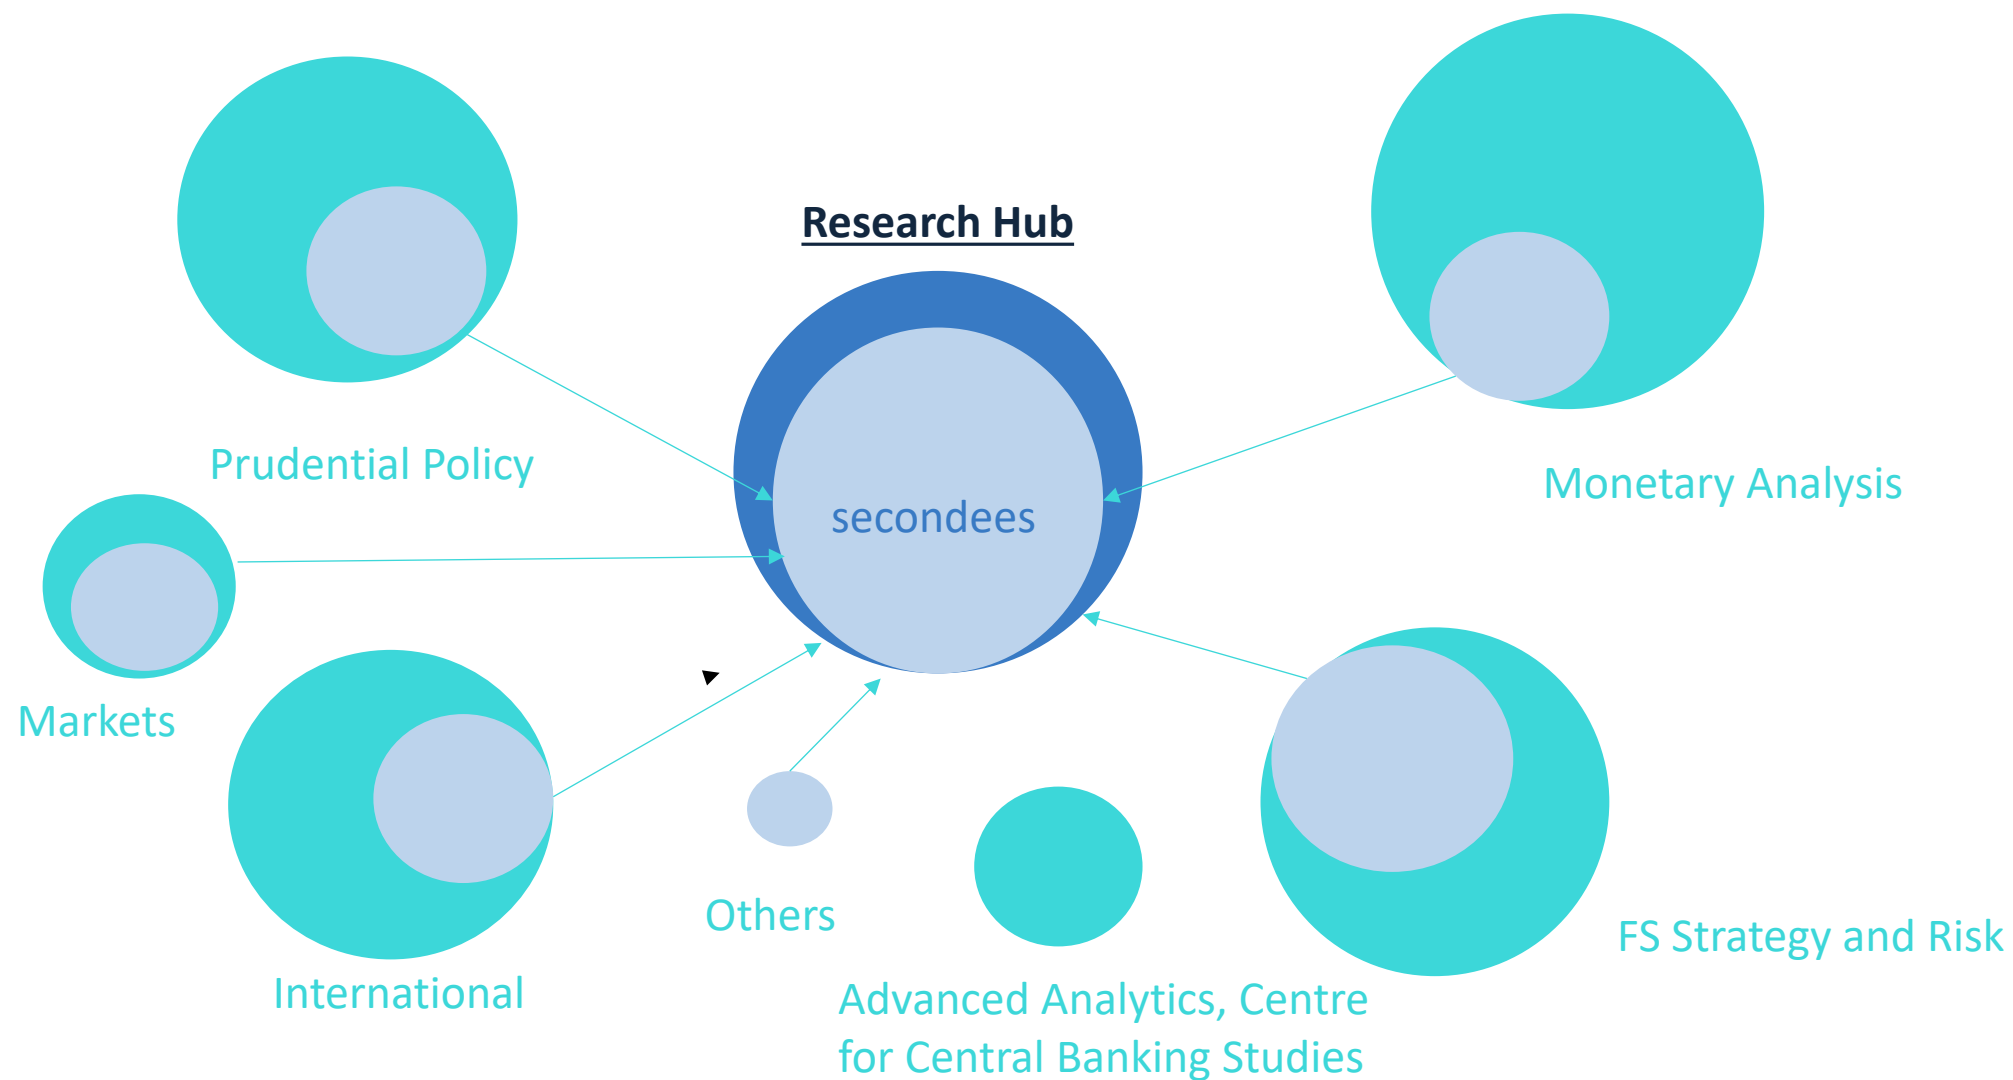 Research Hub
Prudential Policy
Monetary Analysis
secondees
Markets
Others
FS Strategy and Risk
International
Advanced Analytics, Centre
for Central Banking Studies